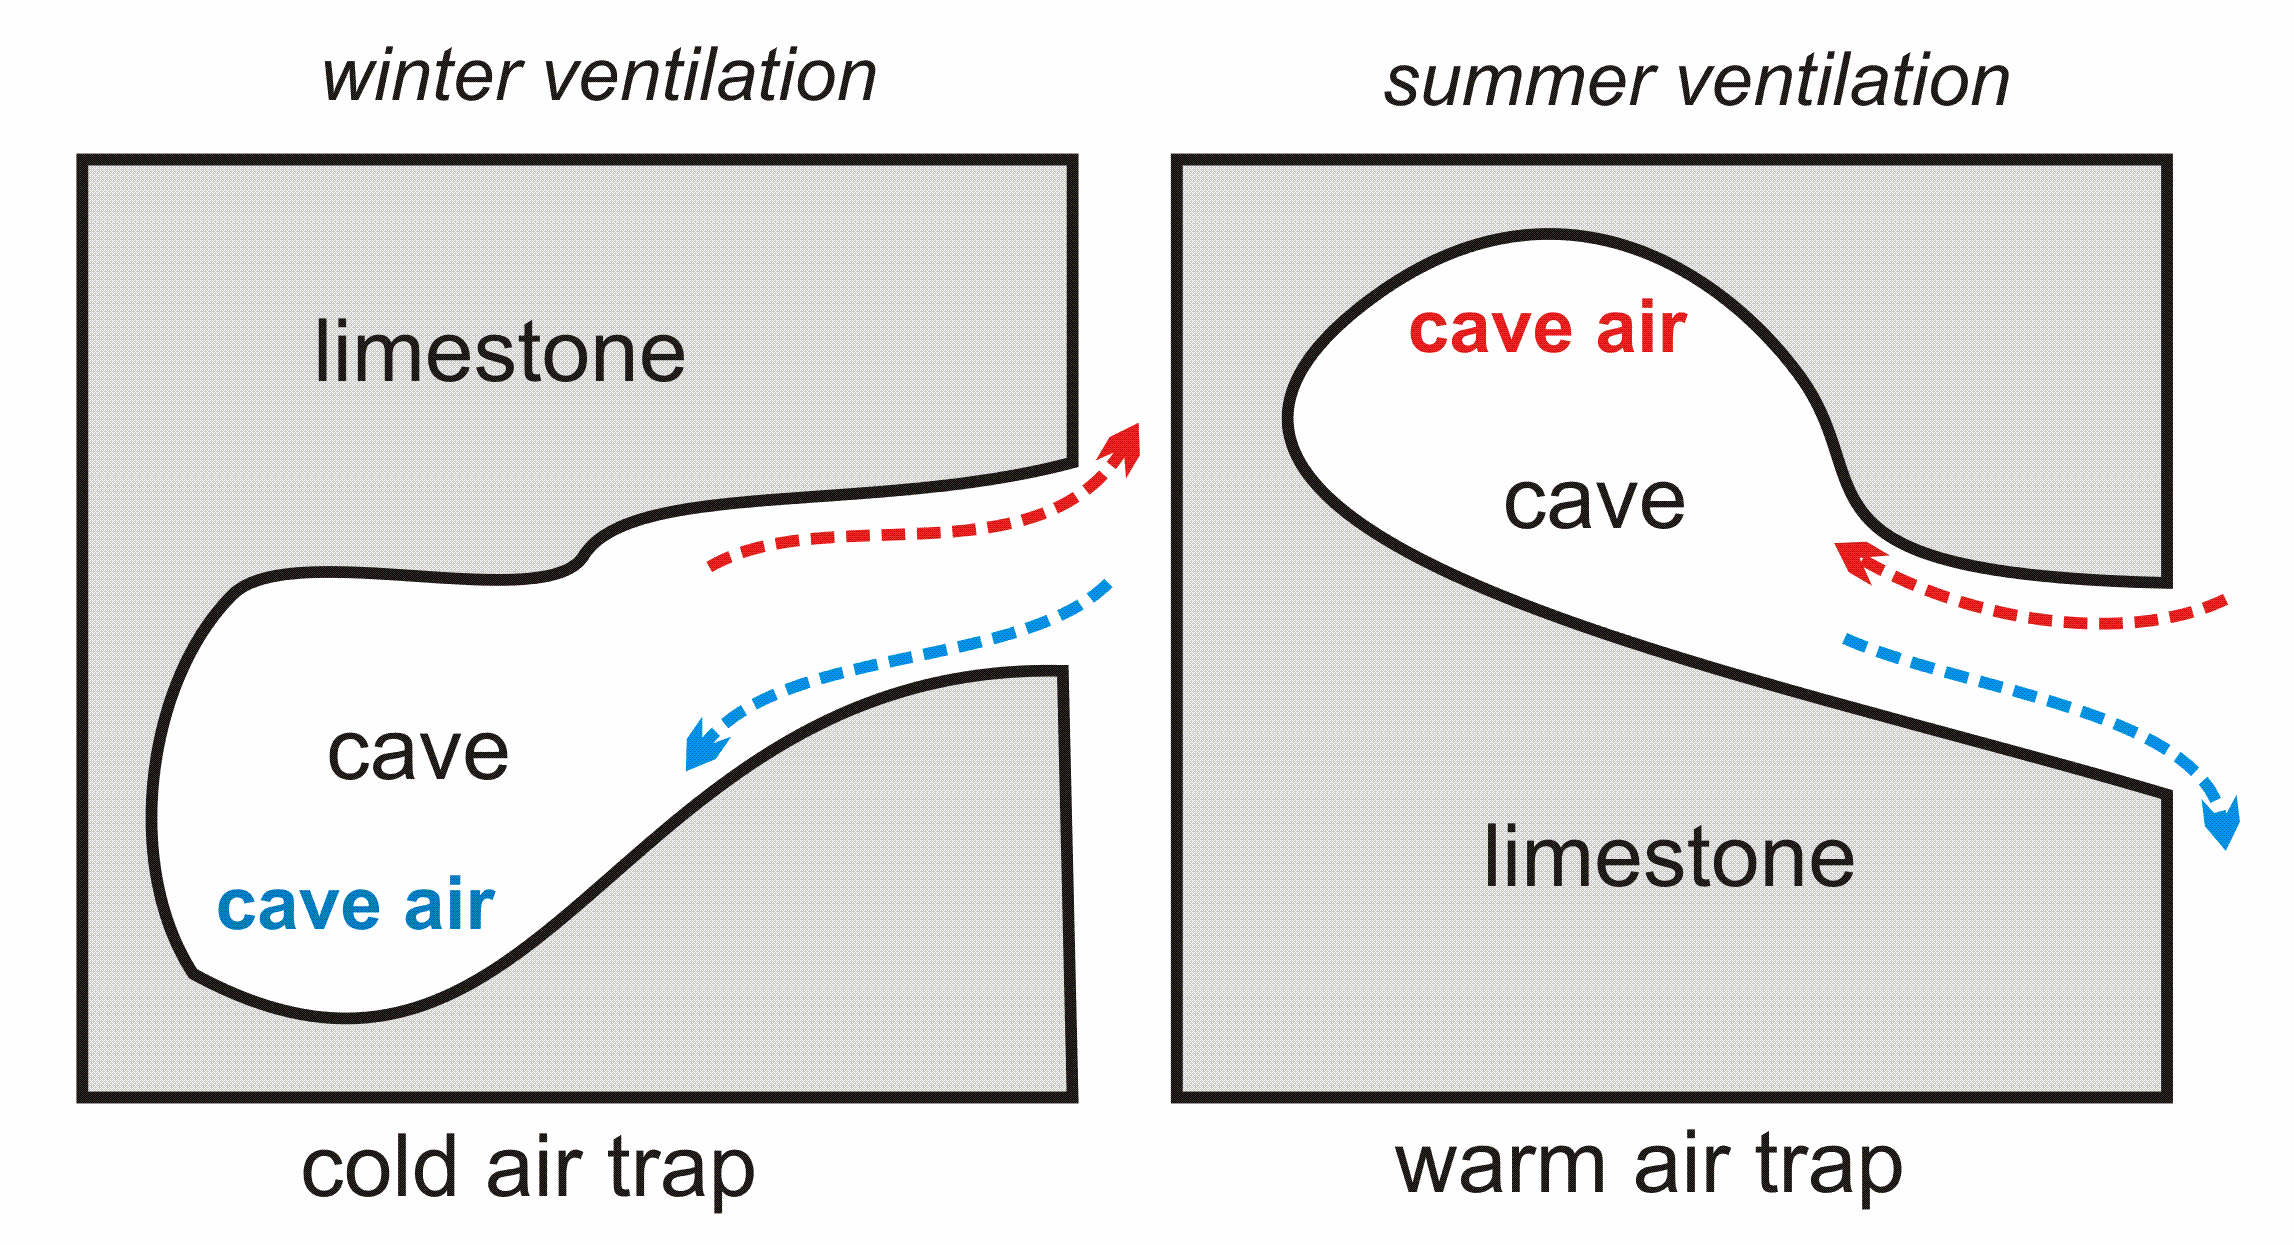 winter ventilation
limestone
cave
cave air
cold air trap
summer ventilation
cave air
cave
limestone
warm air trap